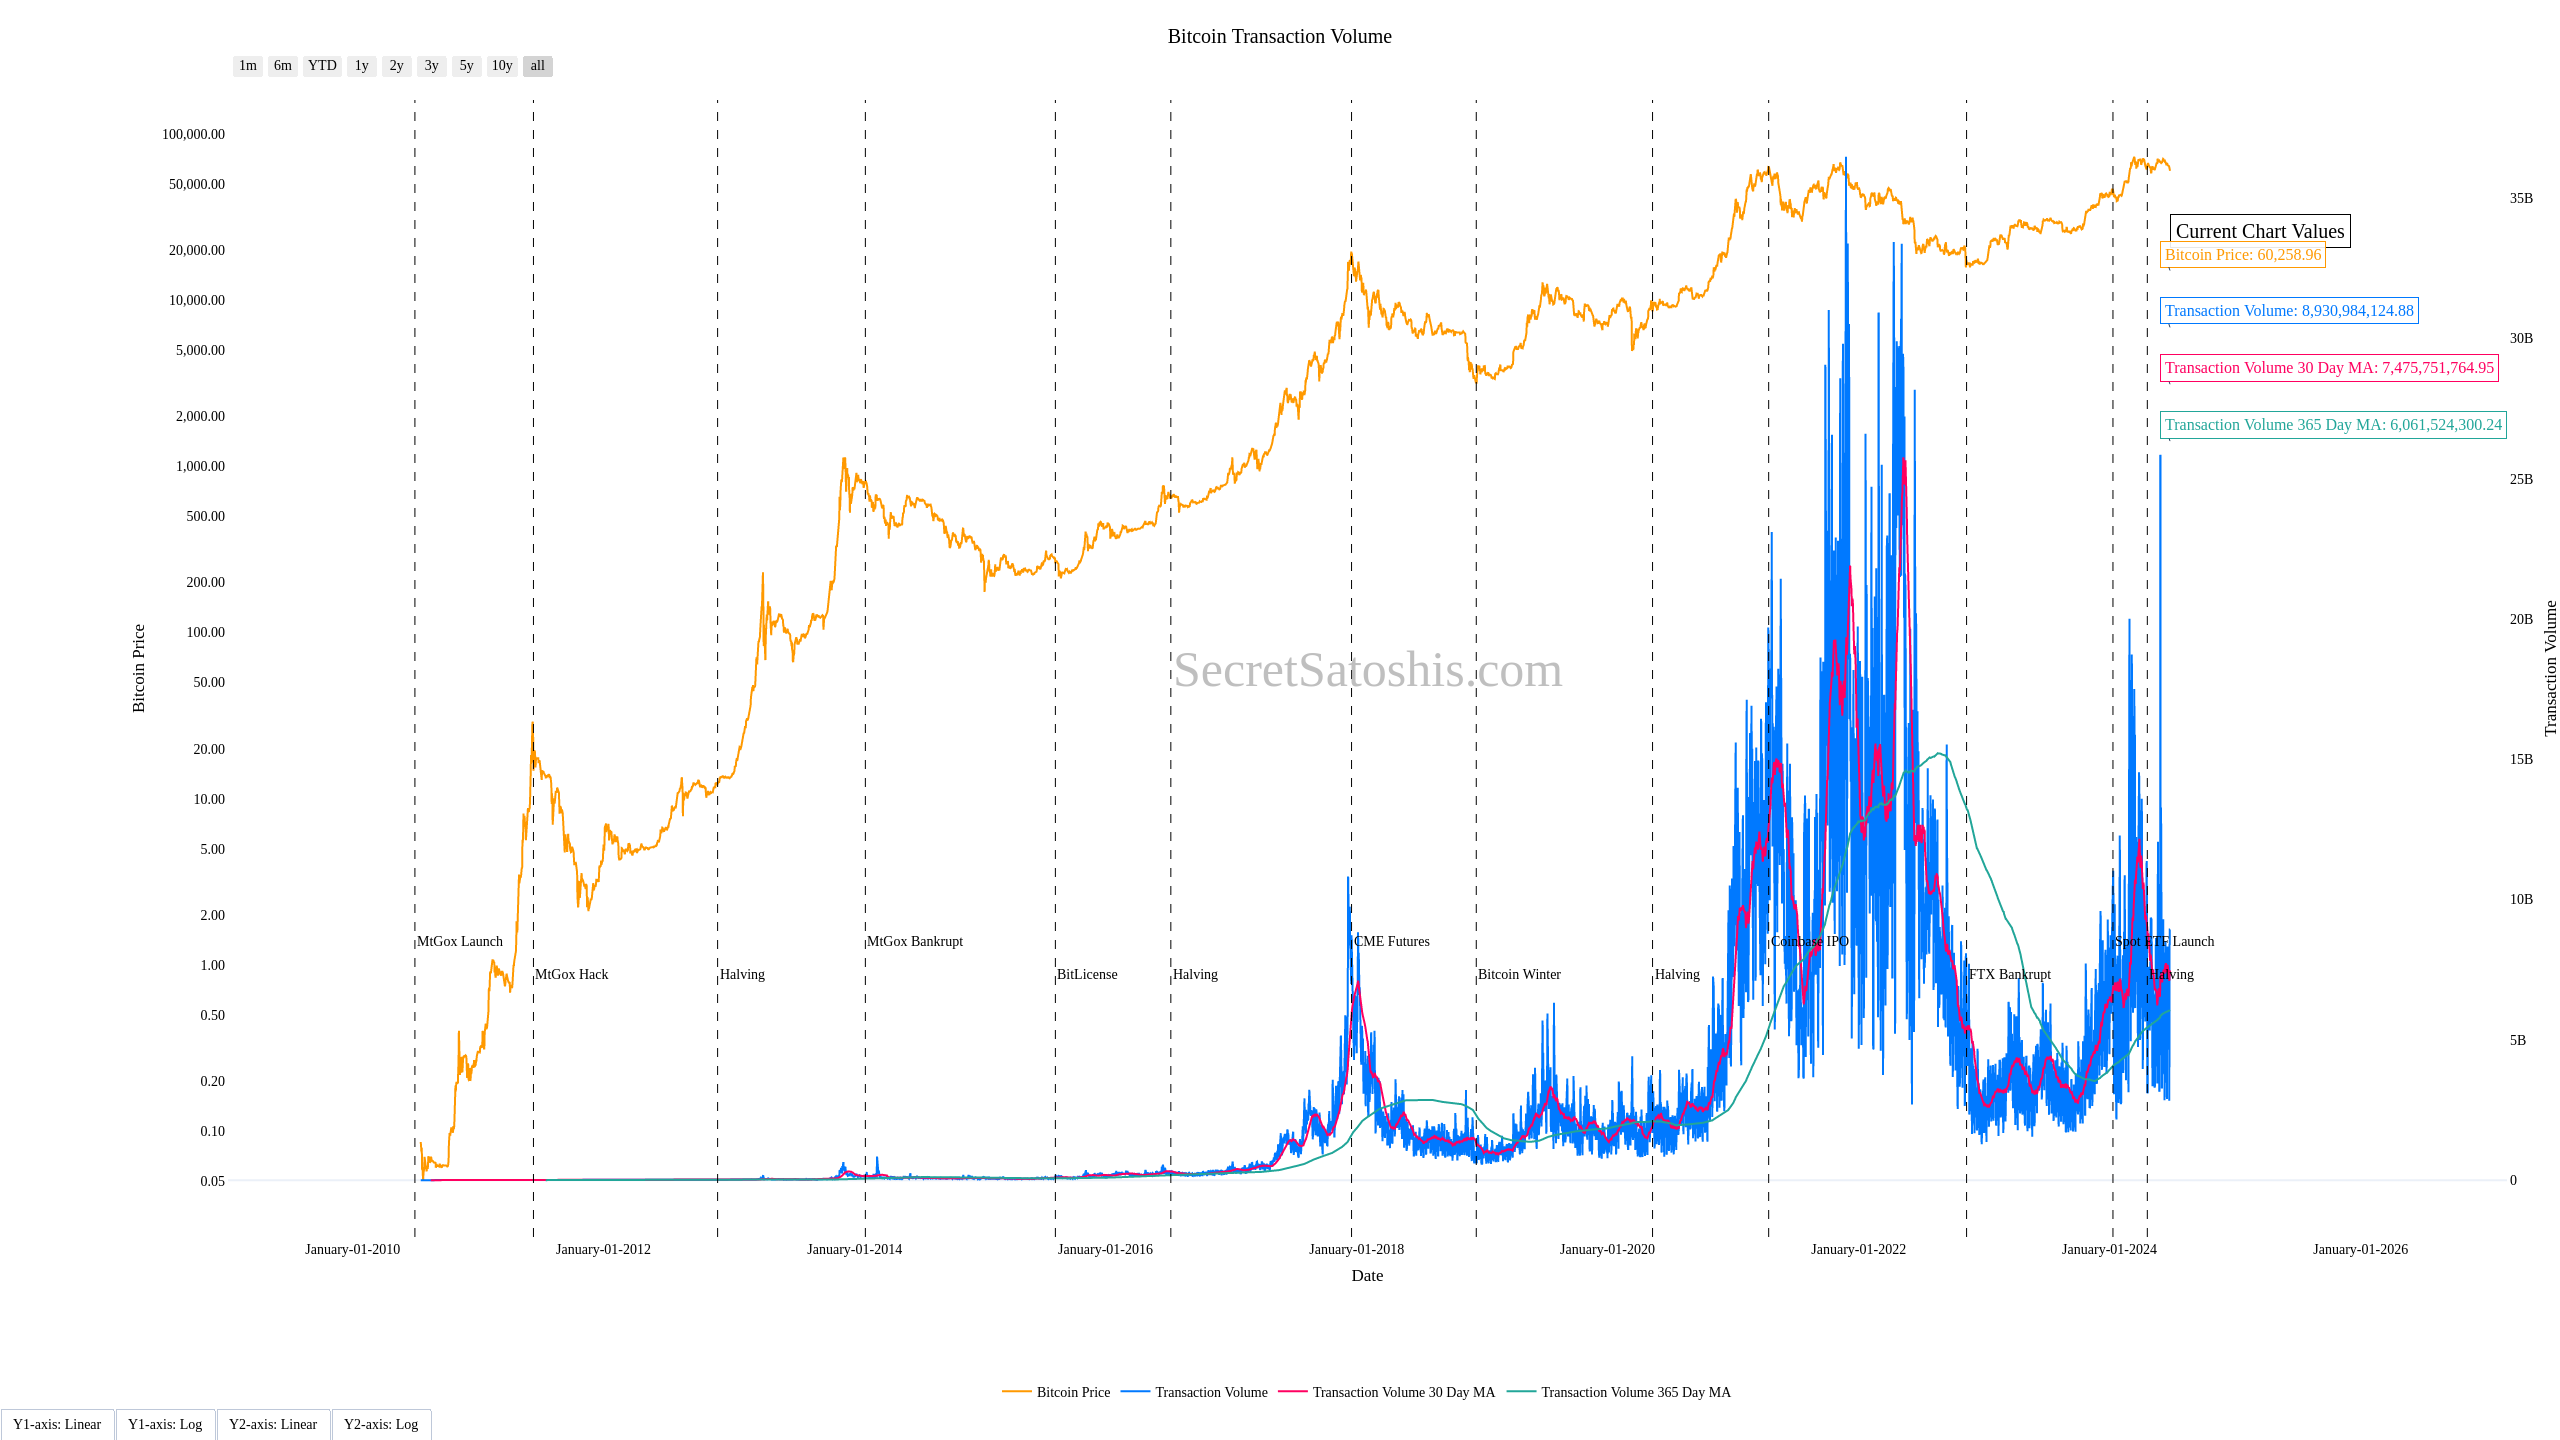 Bitcoin Transaction Volume
1m 6m YTD 1y 2y 3y 5y 10y all
100,000.00
50,000.00
20,000.00
10,000.00
5,000.00
2,000.00
1,000.00
500.00
200.00
100.00
50.00
20.00
10.00
5.00
2.00
1.00
0.50
0.20
0.10
0.05
Bitcoin Price
35B
30B
25B
20B
15B
10B
5B
0
Transaction Volume
Current Chart Values
Bitcoin Price: 60,258.96
Transaction Volume: 8,930,984,124.88
Transaction Volume 30 Day MA: 7,475,751,764.95
Transaction Volume 365 Day MA: 6,061,524,300.24
SecretSatoshis.com
MtGox Launch
MtGox Hack
Halving
MtGox Bankrupt
BitLicense
Halving
CME Futures
Bitcoin Winter
Halving
Coinbase IPO
FTX Bankrupt
Spot ETF Launch
Halving
January-01-2010 January-01-2012 January-01-2014 January-01-2016 January-01-2018 January-01-2020 January-01-2022 January-01-2024 January-01-2026
Date
Bitcoin Price Transaction Volume Transaction Volume 30 Day MA Transaction Volume 365 Day MA
Y1-axis: Linear Y1-axis: Log Y2-axis: Linear Y2-axis: Log